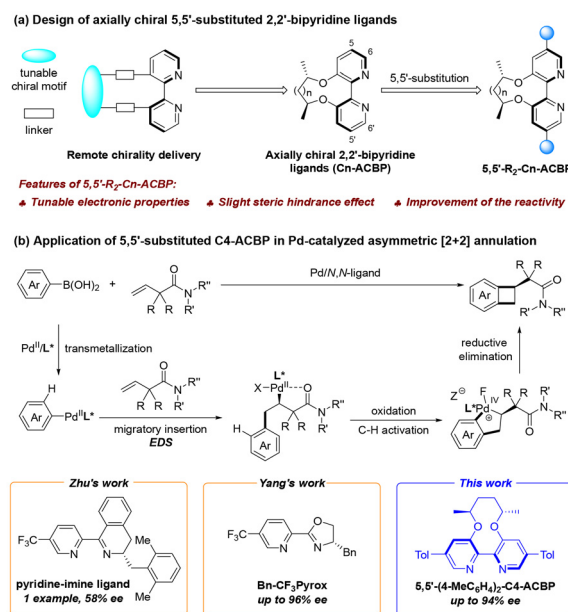 (a) Design of axially chiral 5,5'-substituted 2,2'-bipyridine ligands
tunable
chiral motif
linker
N
N
Remote chirality delivery
5
6
N
O
( )n
O
N
6'
5'
Axially chiral 2,2'-bipyridine
ligands (Cn-ACBP)
5,5'-substitution
N
O
( )n
O
N
5,5'-R2-Cn-ACBP
Features of 5,5'-R2-Cn-ACBP:
♣ Tunable electronic properties ♣ Slight steric hindrance effect ♣ Improvement of the reactivity
(b) Application of 5,5'-substituted C4-ACBP in Pd-catalyzed asymmetric [2+2] annulation
Ar B(OH)2 + R R O N R' R''
Pd/N,N-ligand
Ar R R O N R' R''
PdII/L* transmetallization
reductive
elimination
H
Ar PdIIL*
R R O N R' R''
migratory insertion
EDS
L*
X PdII O
N R' R''
R R
H
Ar
oxidation
C-H activation
Z⊖
F
L* Pd IV ⊕
R R O N R' R''
Ar
Zhu's work
F3C
N
N
Me
Me
pyridine-imine ligand
1 example, 58% ee
Yang's work
F3C
N
O
N
Bn
Bn-CF3Pyrox
up to 96% ee
This work
O O
Tol
N N
Tol
5,5'-(4-MeC6H4)2-C4-ACBP
up to 94% ee